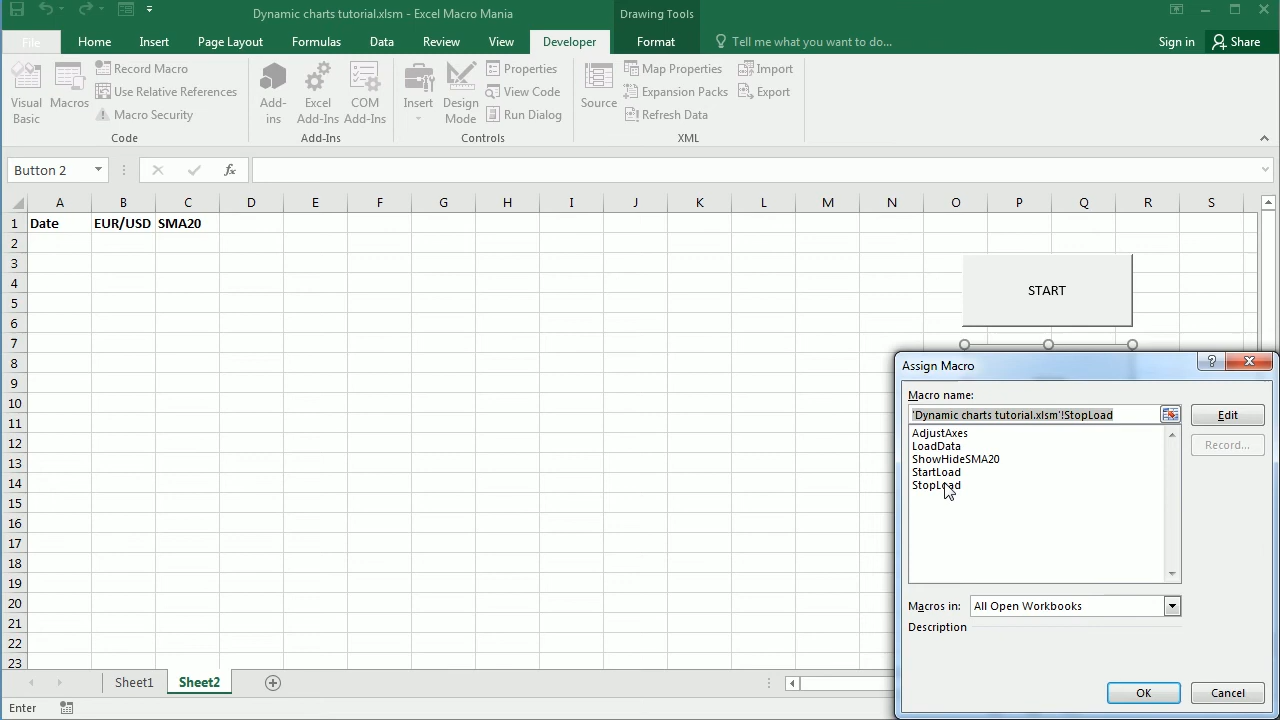 Dynamic charts tutorial.xlsm - Excel Macro Mania
Drawing Tools
File Home Insert Page Layout Formulas Data Review View Developer Format Tell me what you want to do... Sign in Share
Visual Basic
Macros
Record Macro
Use Relative References
Macro Security
Code
Add-ins
Excel Add-Ins
COM Add-Ins
Add-Ins
Insert
Design Mode
Properties
View Code
Run Dialog
Controls
Source
Map Properties
Expansion Packs
Refresh Data
Import
Export
XML
Button 2
fx
A B C D E F G H I J K L M N O P Q R S
1 Date EUR/USD SMA20
2
3
4
5
6
7
8
9
10
11
12
13
14
15
16
17
18
19
20
21
22
23
START
Assign Macro
?
Macro name:
'Dynamic charts tutorial.xlsm'!StopLoad
Edit
Record...
AdjustAxes
LoadData
ShowHideSMA20
StartLoad
StopLoad
Macros in: All Open Workbooks
Description
OK Cancel
Sheet1 Sheet2
Enter